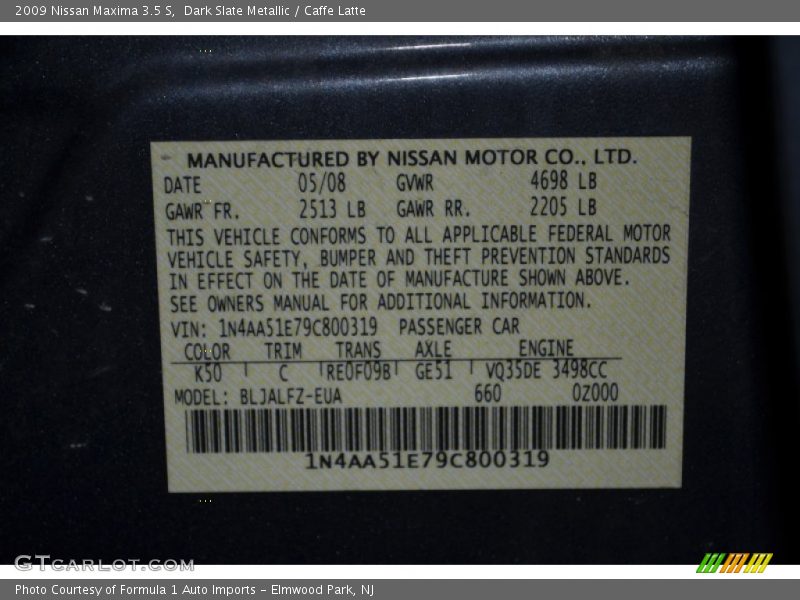 2009 Nissan Maxima 3.5 S,  Dark Slate Metallic / Caffe Latte
MANUFACTURED BY NISSAN MOTOR CO., LTD.
DATE 05/08 GVWR 4698 LB
GAWR FR. 2513 LB GAWR RR. 2205 LB
THIS VEHICLE CONFORMS TO ALL APPLICABLE FEDERAL MOTOR
VEHICLE SAFETY, BUMPER AND THEFT PREVENTION STANDARDS
IN EFFECT ON THE DATE OF MANUFACTURE SHOWN ABOVE.
SEE OWNERS MANUAL FOR ADDITIONAL INFORMATION.
VIN: 1N4AA51E79C800319 PASSENGER CAR
COLOR TRIM TRANS AXLE ENGINE
K50 C RE0F09B GE51 VQ35DE 3498CC
MODEL: BLJALFZ-EUA 660 0Z000
1N4AA51E79C800319
GTCARLOT.COM
Photo Courtesy of Formula 1 Auto Imports - Elmwood Park, NJ